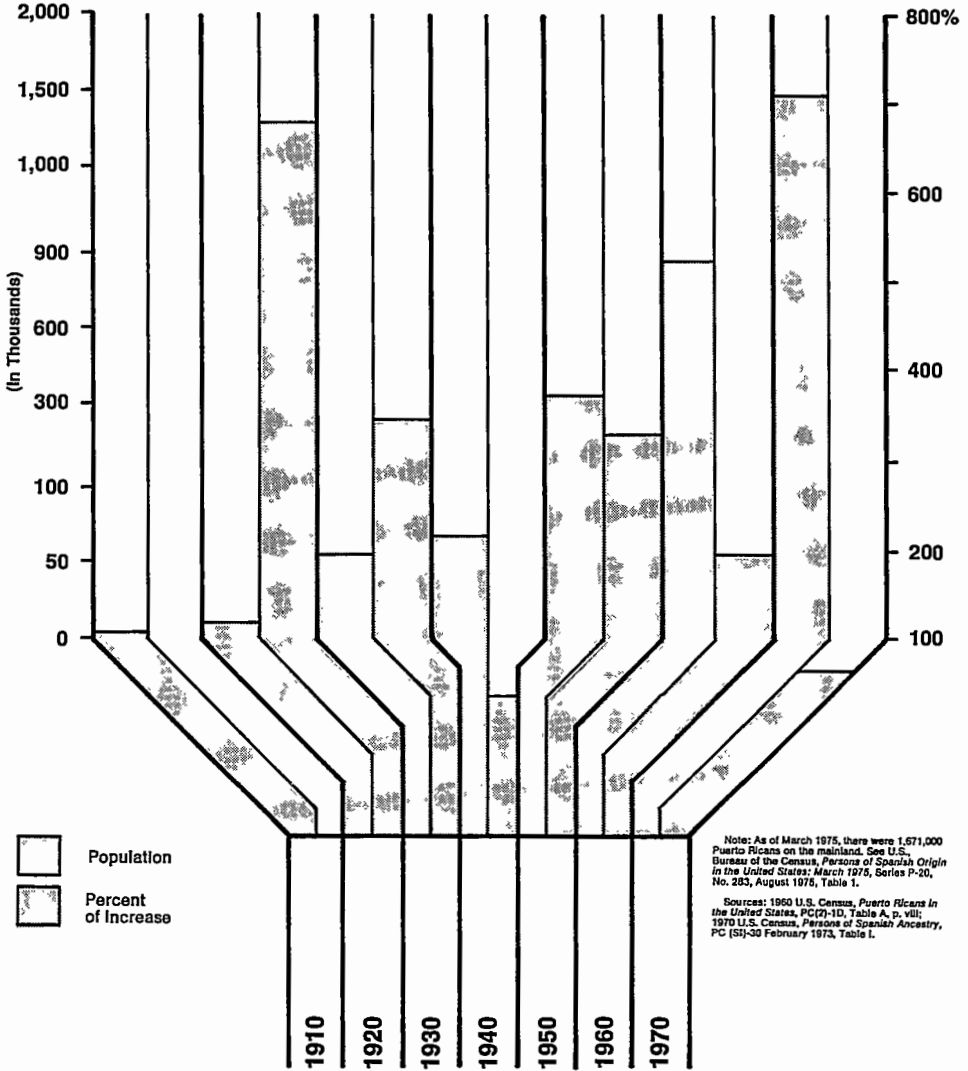 2,000
1,500
1,000
900
600
300
100
50
0
(In Thousands)
800%
600
400
200
100
Population
Percent
of Increase
1910
1920
1930
1940
1950
1960
1970
Note: As of March 1975, there were 1,671,000
Puerto Ricans on the mainland. See U.S.,
Bureau of the Census, Persons of Spanish Origin
in the United States: March 1975, Series P-20,
No. 283, August 1975, Table 1.
Sources: 1960 U.S. Census, Puerto Ricans in
the United States, PC(2)-1D, Table A, p. viii;
1970 U.S. Census, Persons of Spanish Ancestry,
PC (SI)-30 February 1973, Table I.